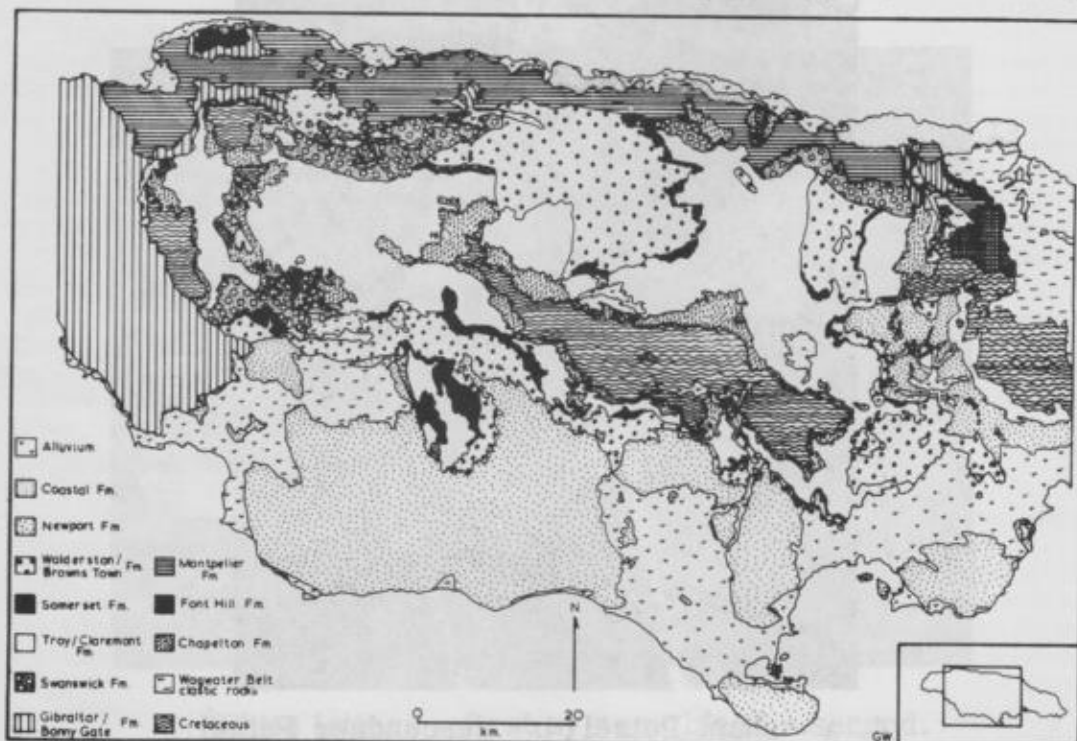 Alluvium
Coastal Fm.
Newport Fm.
Walderston/
Browns Town Fm.
Somerset Fm.
Troy/Claremont
Fm.
Swanswick Fm.
Gibraltar/
Bonny Gate Fm.
Montpelier
Fm.
Font Hill Fm.
Chapelton Fm.
Wagwater Belt
clastic rocks
Cretaceous
N
0 20
km.
GW